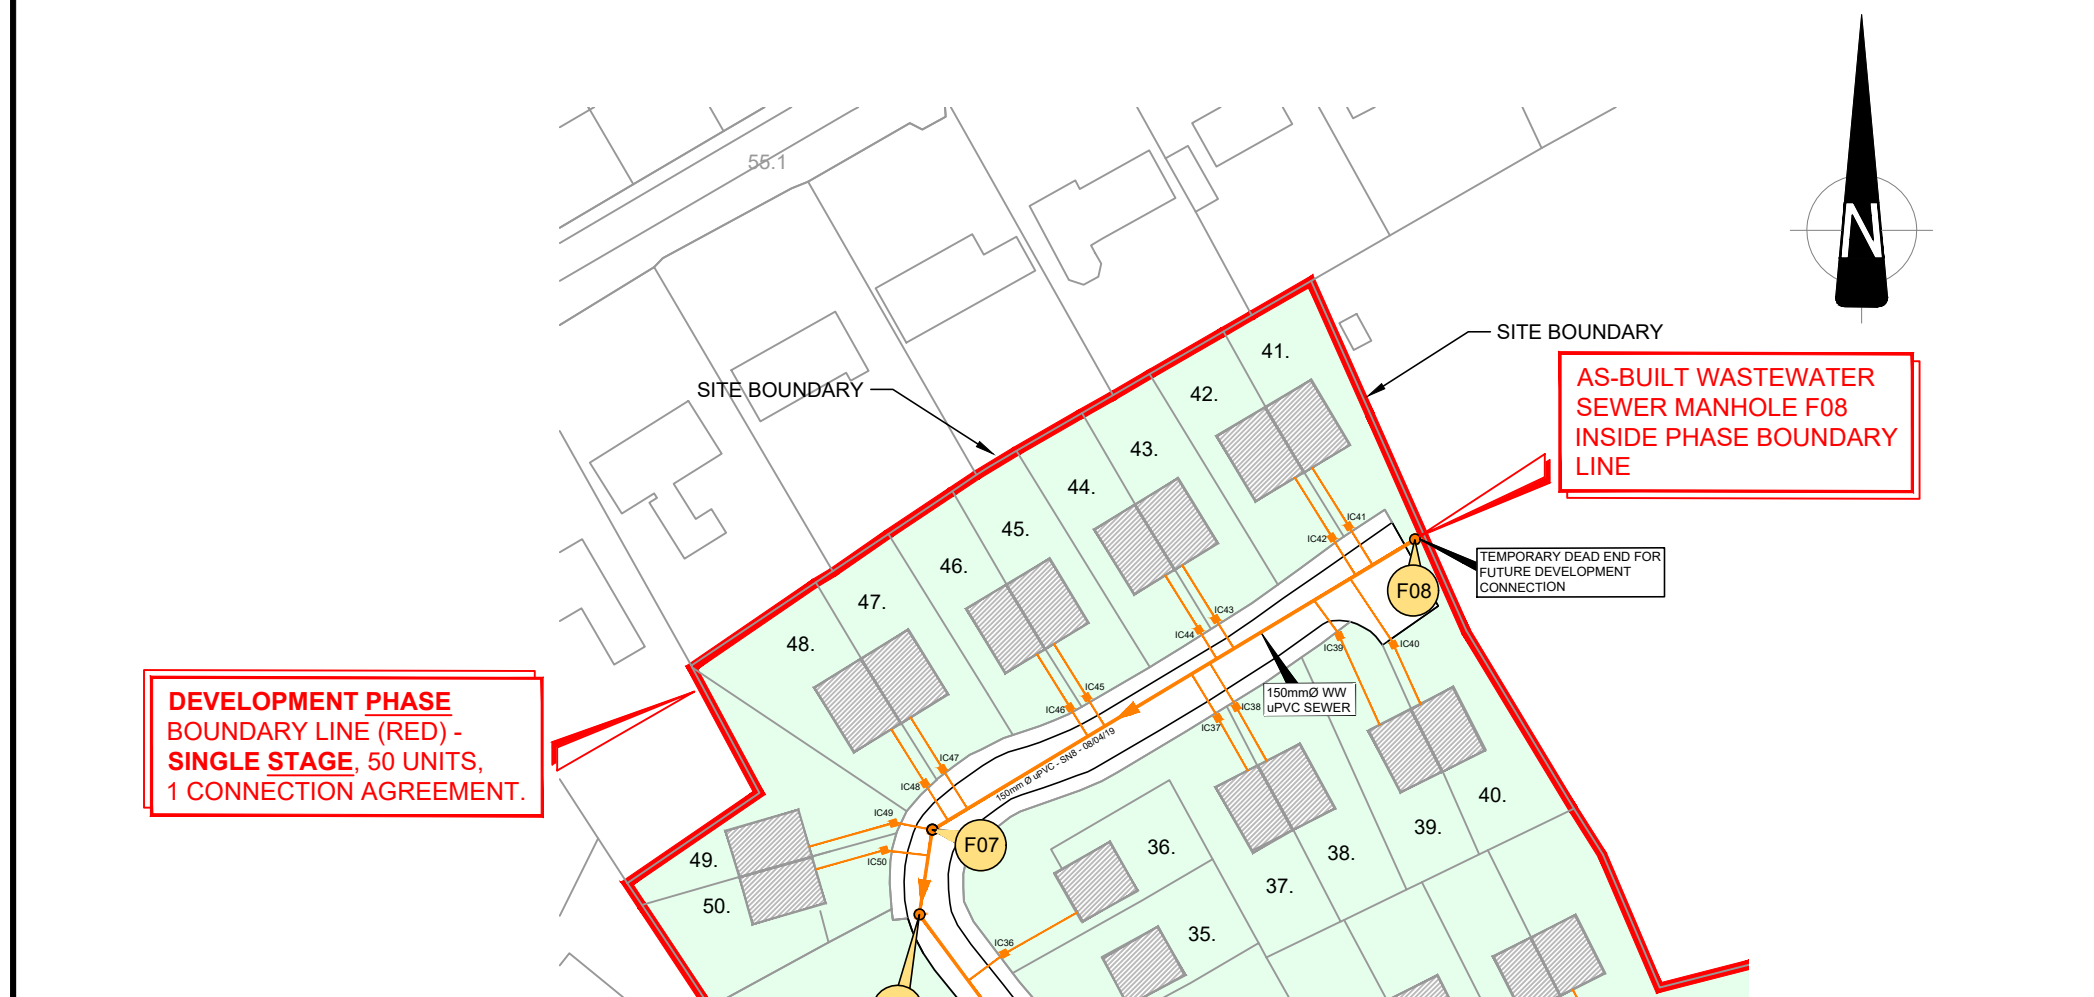 55.1
N
SITE BOUNDARY
41.
AS-BUILT WASTEWATER
SEWER MANHOLE F08
INSIDE PHASE BOUNDARY
LINE
SITE BOUNDARY
42.
43.
44.
45.
46.
47.
48.
IC41
IC42
TEMPORARY DEAD END FOR
FUTURE DEVELOPMENT
CONNECTION
F08
IC43
IC44
IC39
IC40
DEVELOPMENT PHASE
BOUNDARY LINE (RED) -
SINGLE STAGE, 50 UNITS,
1 CONNECTION AGREEMENT.
IC45
IC46
150mmØ WW
uPVC SEWER
IC38
IC37
150mm Ø uPVC - SN8 - 08/04/19
IC47
IC48
IC49
IC50
F07
40.
39.
38.
37.
36.
35.
49.
50.
IC36